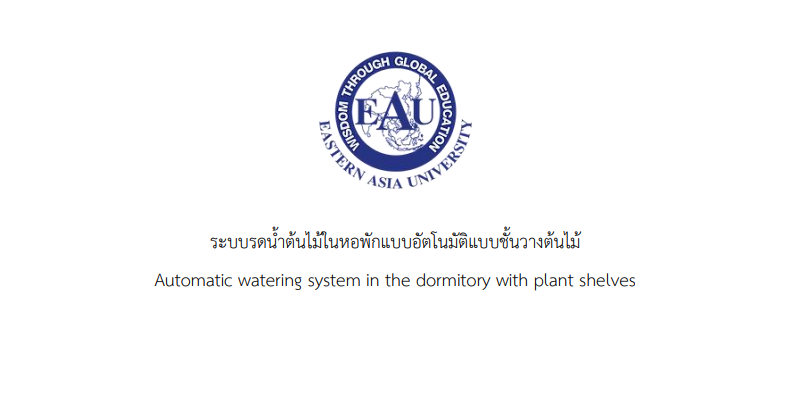 WISDOM THROUGH GLOBAL EDUCATION
EAU
EASTERN ASIA UNIVERSITY
ระบบรดน้ำต้นไม้ในหอพักแบบอัตโนมัติแบบชั้นวางต้นไม้
Automatic watering system in the dormitory with plant shelves